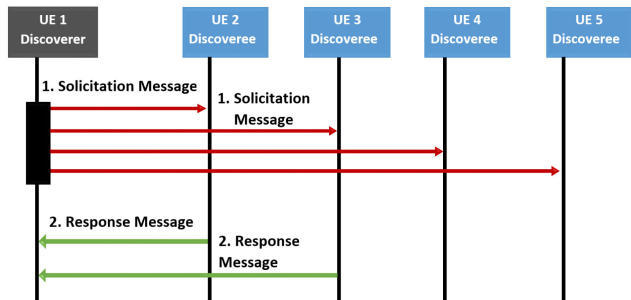 UE 1
Discoverer
UE 2
Discoveree
UE 3
Discoveree
UE 4
Discoveree
UE 5
Discoveree
1. Solicitation Message
1. Solicitation
Message
2. Response Message
2. Response
Message